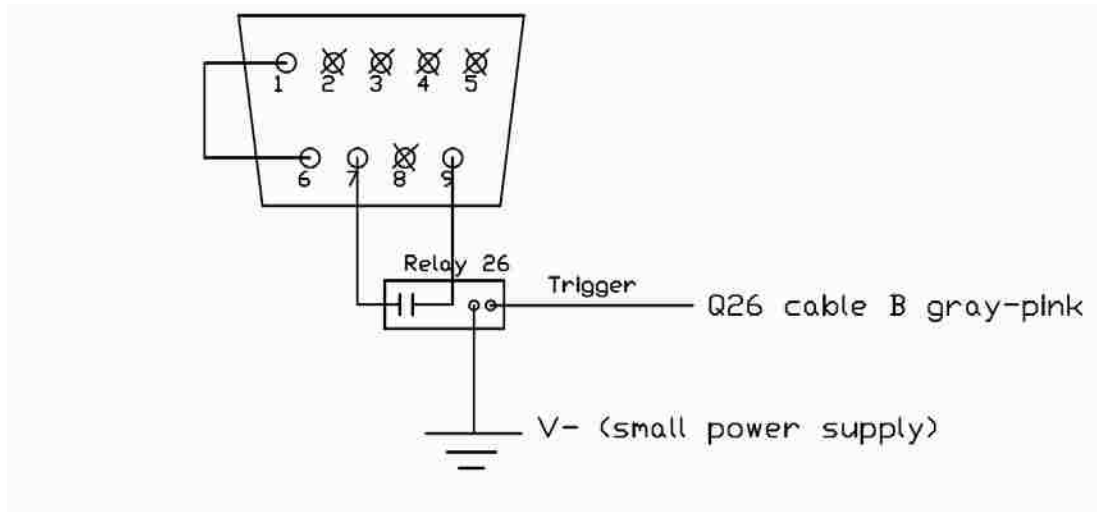 1 2 3 4 5
6 7 8 9
Relay 26
Trigger
Q26 cable B gray-pink
V- (small power supply)